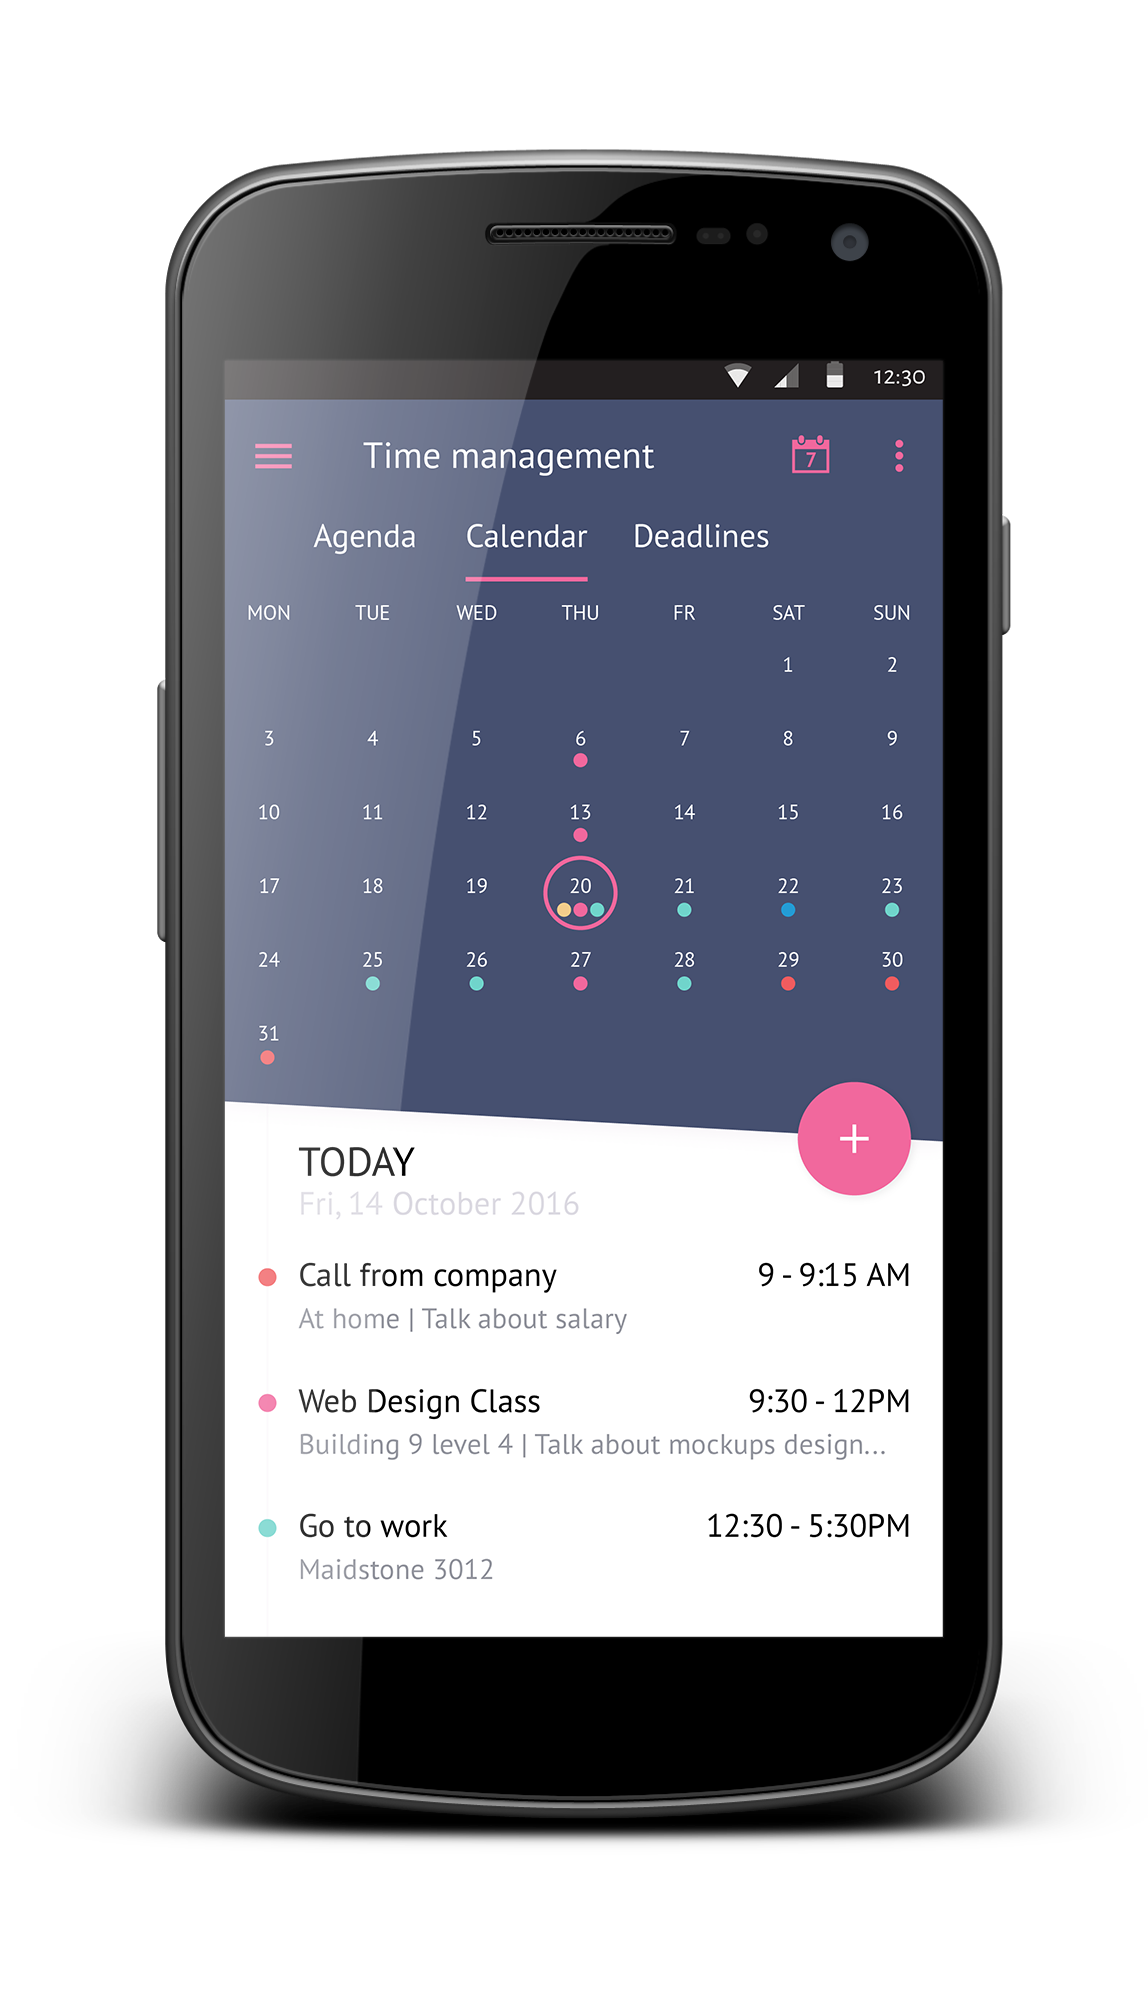 12:30
Time management
7
Agenda Calendar Deadlines
MON TUE WED THU FR SAT SUN
1 2
3 4 5 6 7 8 9
10 11 12 13 14 15 16
17 18 19 20 21 22 23
24 25 26 27 28 29 30
31
+
TODAY
Fri, 14 October 2016
Call from company 9 - 9:15 AM
At home | Talk about salary
Web Design Class 9:30 - 12PM
Building 9 level 4 | Talk about mockups design...
Go to work 12:30 - 5:30PM
Maidstone 3012